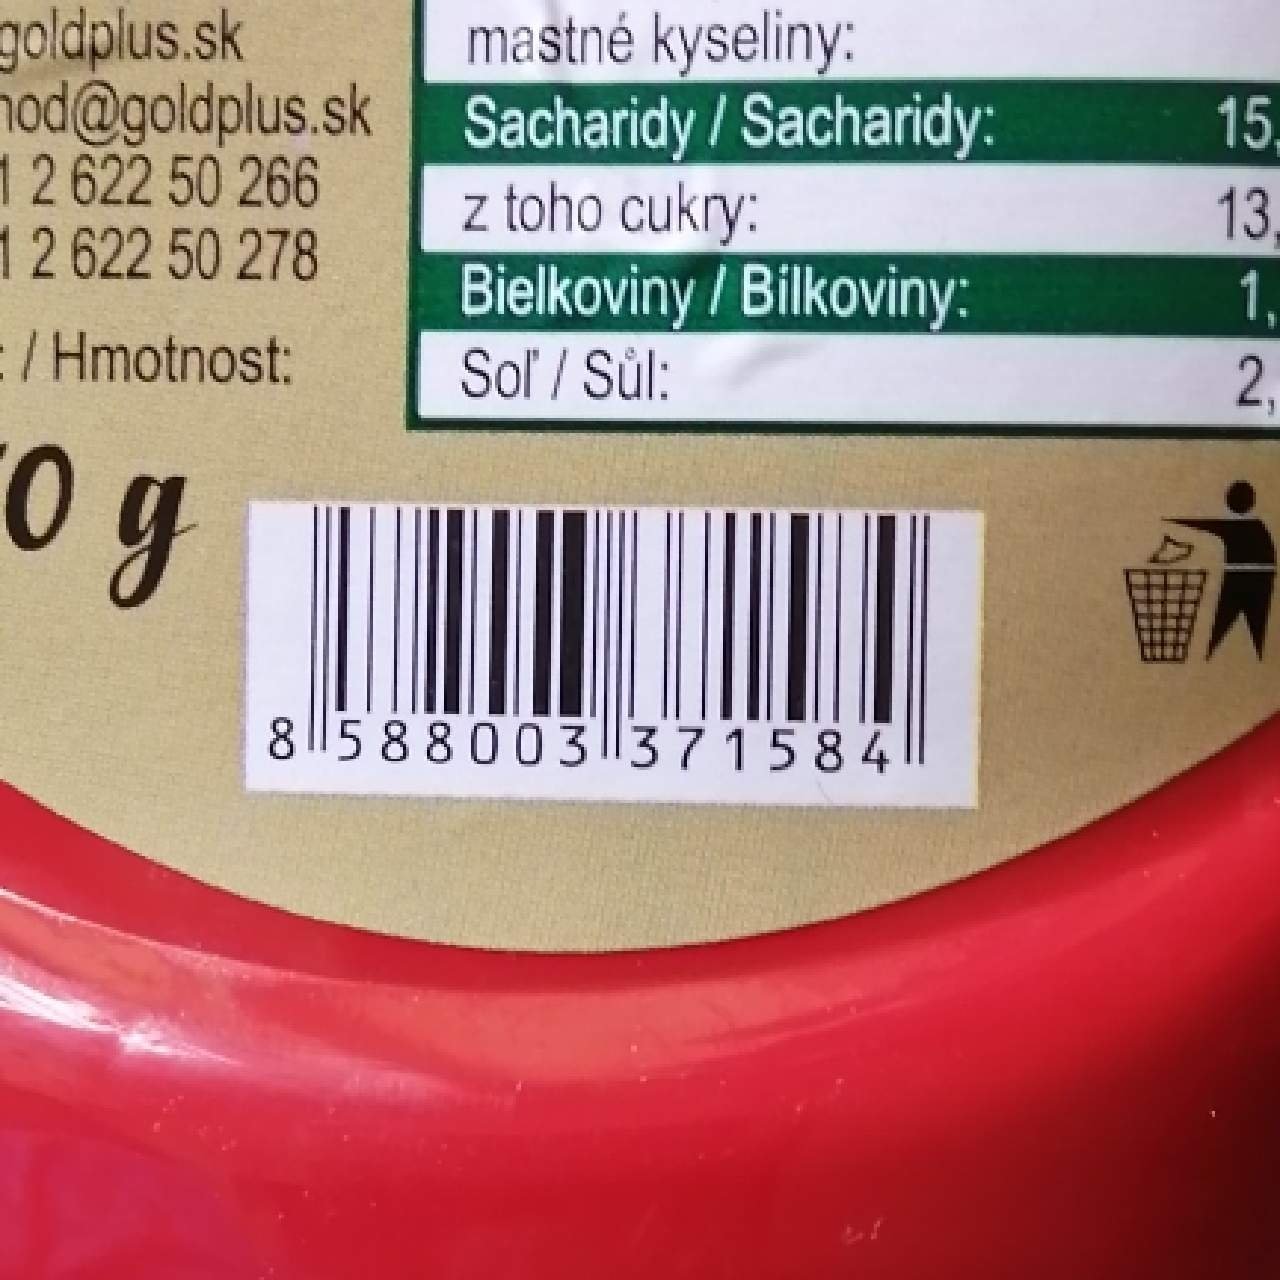 goldplus.sk
hod@goldplus.sk
1 2 622 50 266
1 2 622 50 278
: / Hmotnost:
0 g
mastné kyseliny:
Sacharidy / Sacharidy: 15,
z toho cukry: 13,
Bielkoviny / Bílkoviny: 1,
Soľ / Sůl: 2,
8 588003 371584